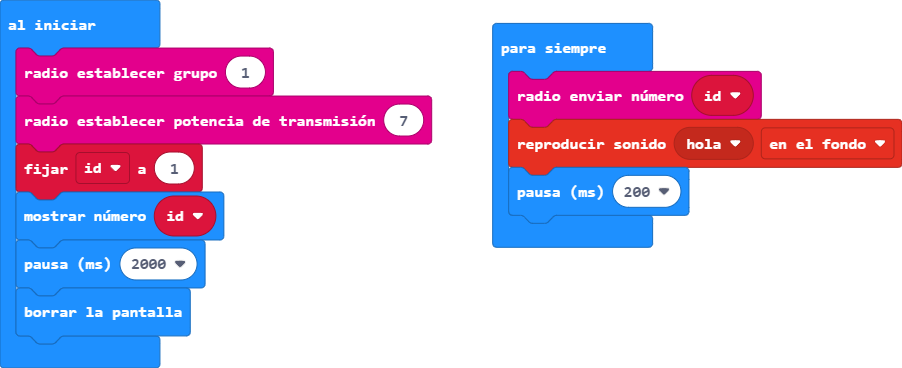 al iniciar
radio establecer grupo 1
radio establecer potencia de transmisión 7
fijar id a 1
mostrar número id
pausa (ms) 2000
borrar la pantalla
para siempre
radio enviar número id
reproducir sonido hola en el fondo
pausa (ms) 200